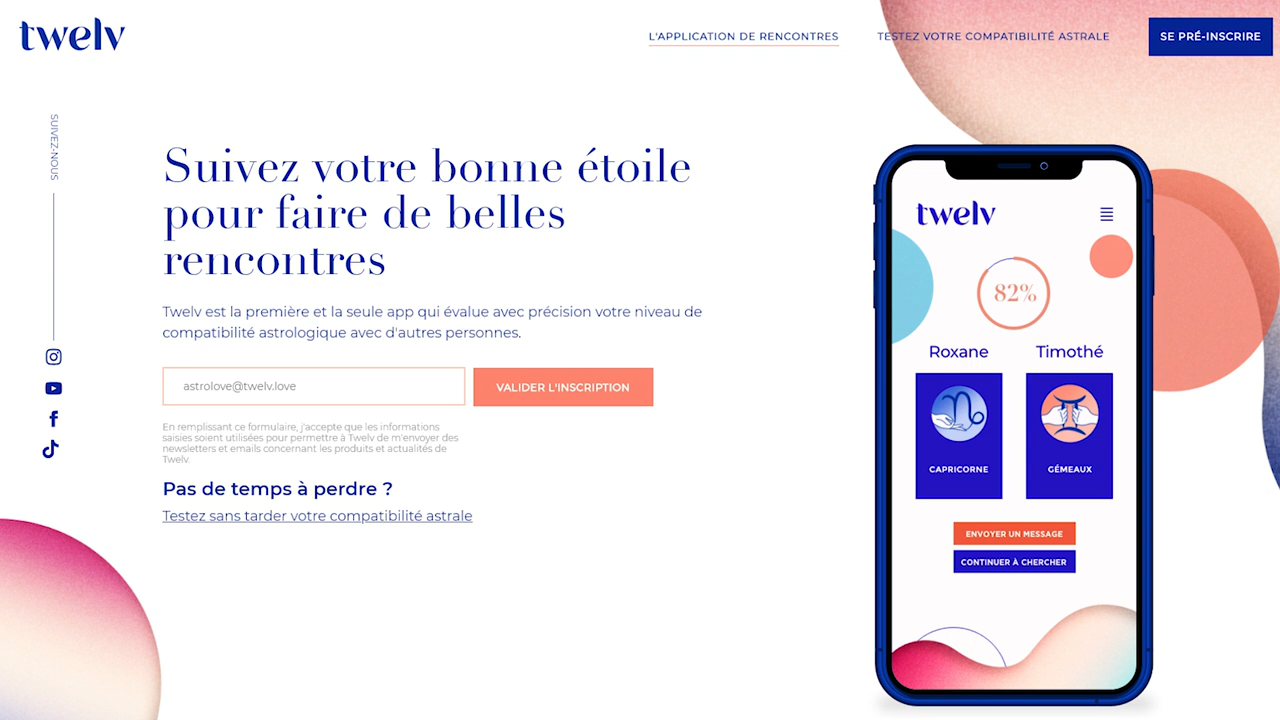 twelv
L'APPLICATION DE RENCONTRES
TESTEZ VOTRE COMPATIBILITÉ ASTRALE
SE PRÉ-INSCRIRE
SUIVEZ-NOUS
Suivez votre bonne étoile
pour faire de belles
rencontres
Twelv est la première et la seule app qui évalue avec précision votre niveau de
compatibilité astrologique avec d'autres personnes.
astrolove@twelv.love
VALIDER L'INSCRIPTION
En remplissant ce formulaire, j'accepte que les informations
saisies soient utilisées pour permettre à Twelv de m'envoyer des
newsletters et emails concernant les produits et actualités de
Twelv.
Pas de temps à perdre ?
Testez sans tarder votre compatibilité astrale
twelv
82%
Roxane
Timothé
CAPRICORNE
GÉMEAUX
ENVOYER UN MESSAGE
CONTINUER À CHERCHER